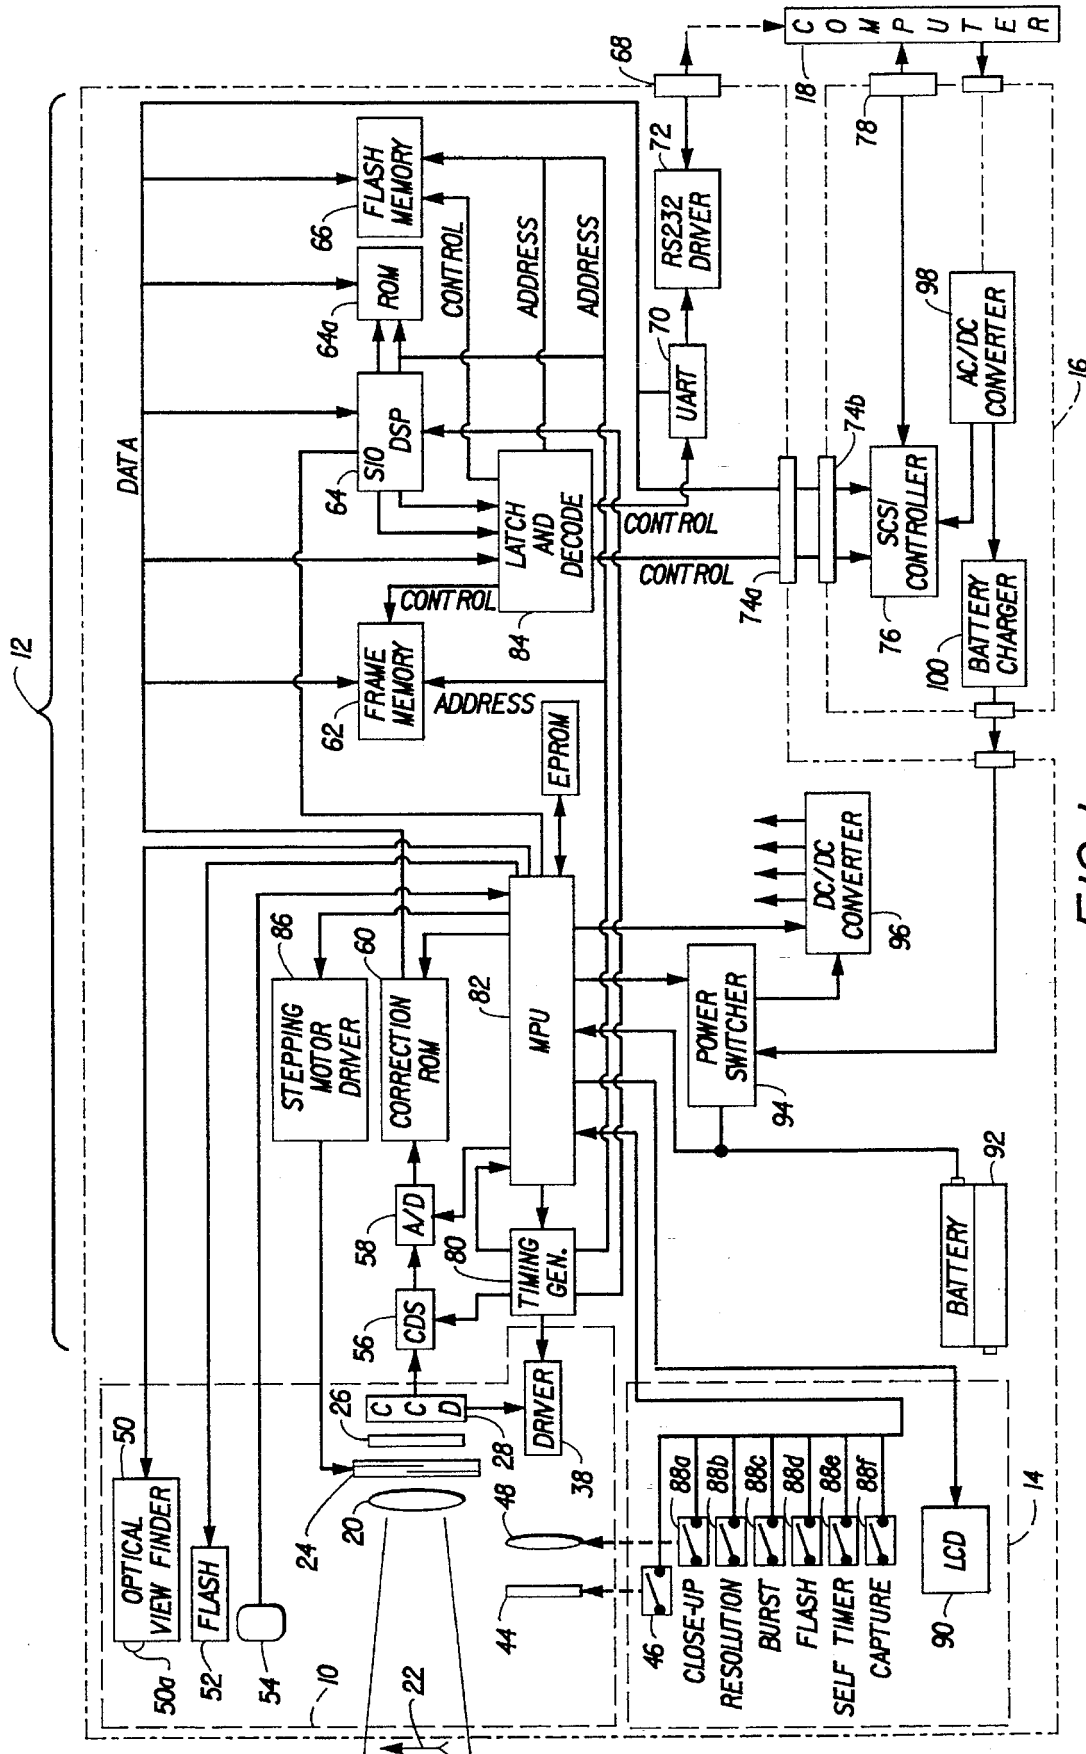 12
DATA
50
OPTICAL
VIEW FINDER
50a
52
FLASH
54
10
22
24
20
26
C
C
D
28
DRIVER
38
48
44
46
CLOSE-UP
88a
RESOLUTION
88b
BURST
88c
FLASH
88d
SELF TIMER
88e
CAPTURE
88f
LCD
90
14
86
STEPPING
MOTOR
DRIVER
60
CORRECTION
ROM
58
A/D
56
CDS
80
TIMING
GEN.
82
MPU
EPROM
62
FRAME
MEMORY
CONTROL
ADDRESS
64
SIO
DSP
64a
ROM
66
FLASH
MEMORY
CONTROL
ADDRESS
ADDRESS
84
LATCH
AND
DECODE
CONTROL
CONTROL
70
UART
72
RS232
DRIVER
68
74a
74b
76
SCSI
CONTROLLER
78
18
COMPUTER
98
AC/DC
CONVERTER
100
BATTERY
CHARGER
16
DC/DC
CONVERTER
96
POWER
SWITCHER
94
BATTERY
92